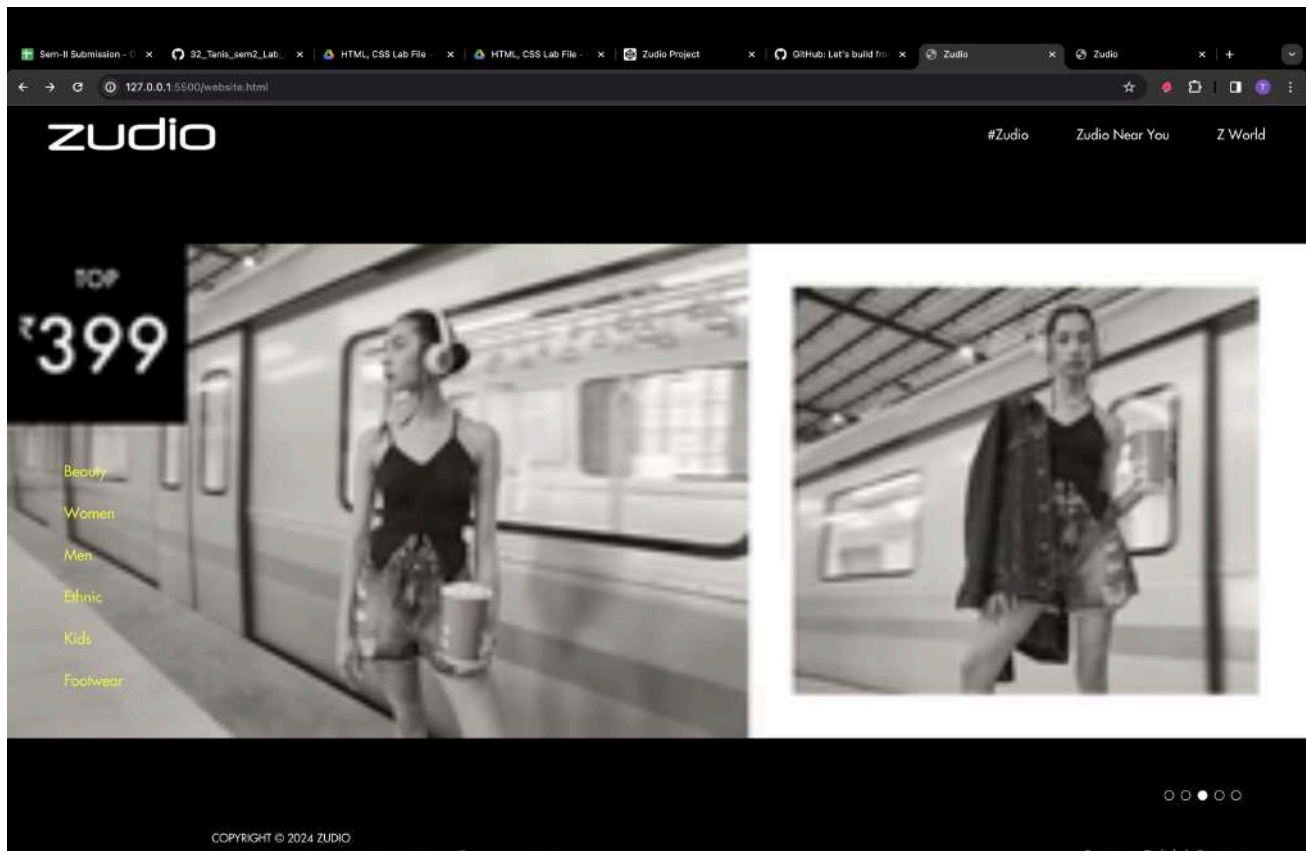 Sem-II Submission -
32_Tanis_sem2_Lab_
HTML, CSS Lab File -
HTML, CSS Lab File -
Zudio Project
GitHub: Let's build fro
Zudio
Zudio
127.0.0.1:5500/website.html
T
zudio
#Zudio
Zudio Near You
Z World
TOP
₹399
Beauty
Women
Men
Ethnic
Kids
Footwear
COPYRIGHT © 2024 ZUDIO